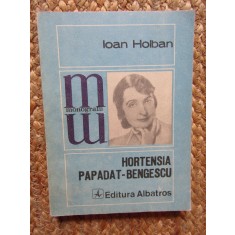 Ioan Holban
monografii
HORTENSIA
PAPADAT-BENGESCU
Editura Albatros